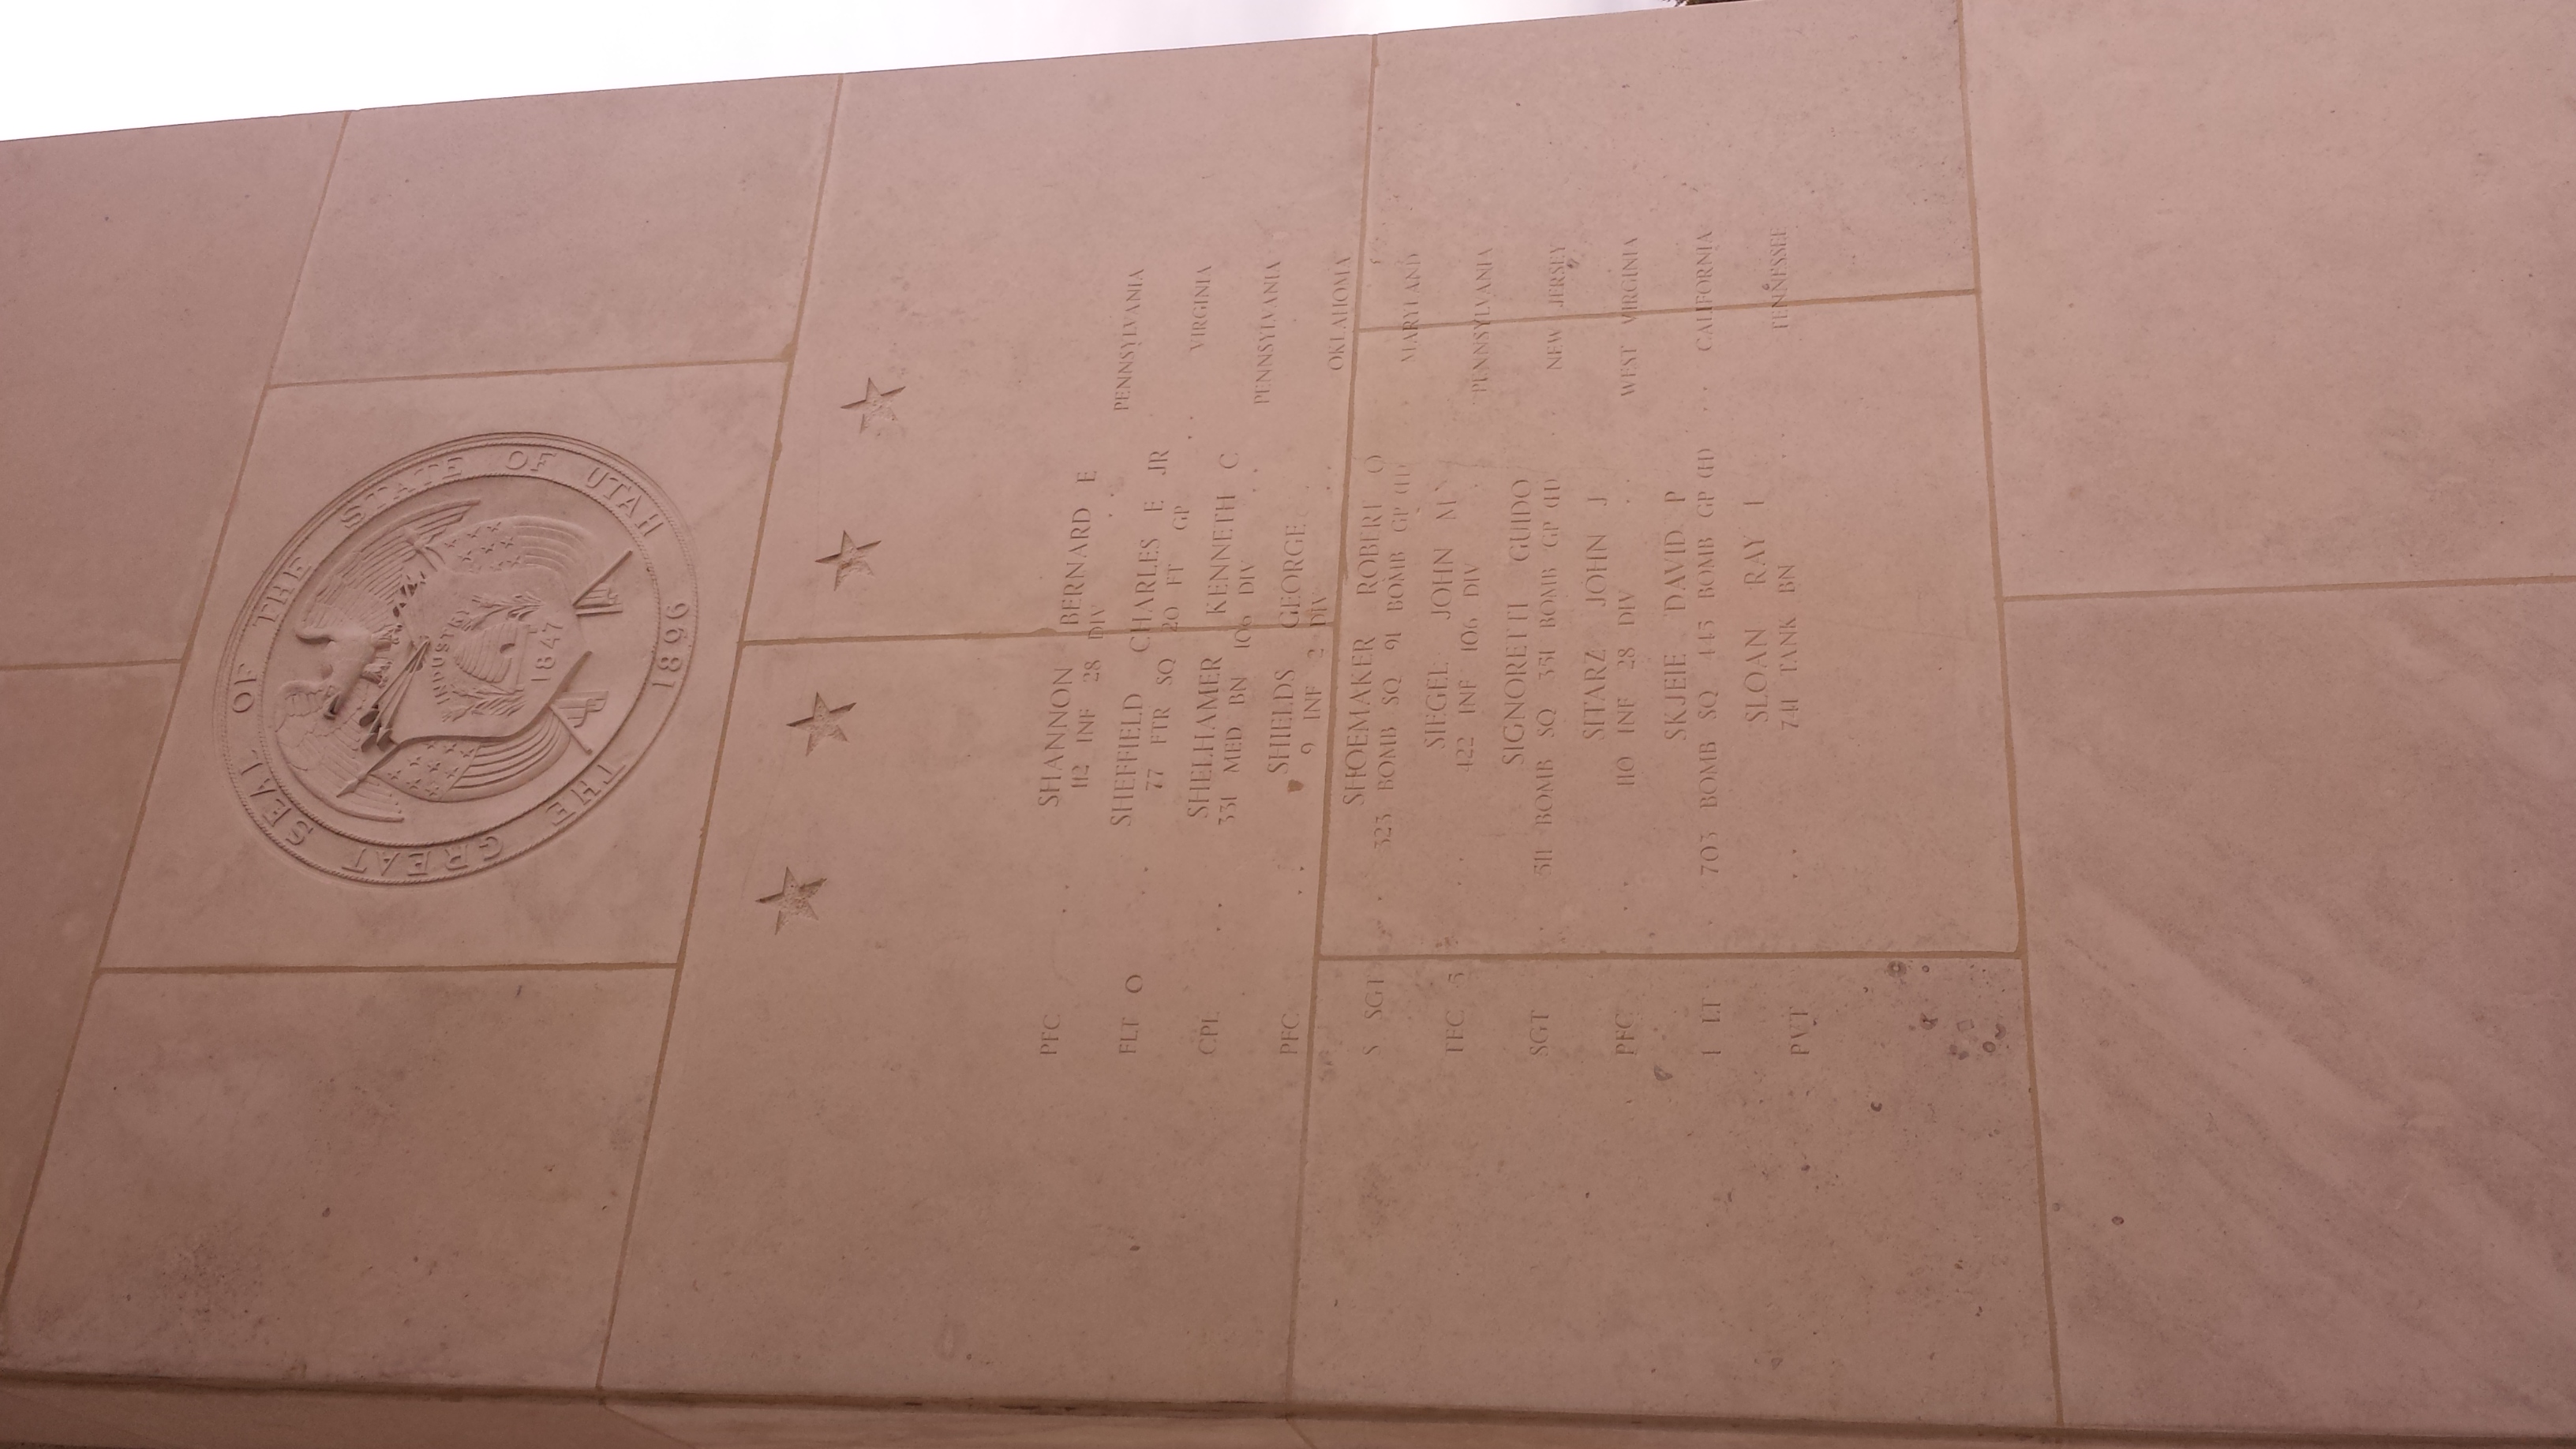 THE GREAT SEAL OF THE STATE OF UTAH
INDUSTRY
1847
1896
SHANNON BERNARD E
PFC 112 INF 28 DIV PENNSYLVANIA
SHEFFIELD CHARLES E JR
FLT O 77 FTR SQ 20 FT GP VIRGINIA
SHELHAMER KENNETH C
CPL 331 MED BN 106 DIV PENNSYLVANIA
SHIELDS GEORGE
PFC 9 INF 2 DIV OKLAHOMA
SHOEMAKER ROBERT O
S SGT 323 BOMB SQ 91 BOMB GP (H) MARYLAND
SIEGEL JOHN M
TEC 5 422 INF 106 DIV PENNSYLVANIA
SIGNORETTI GUIDO
SGT 511 BOMB SQ 351 BOMB GP (H) NEW JERSEY
SITARZ JOHN J
PFC 110 INF 28 DIV WEST VIRGINIA
SKJEIE DAVID P
1 LT 703 BOMB SQ 445 BOMB GP (H) CALIFORNIA
SLOAN RAY L
PVT 741 TANK BN TENNESSEE